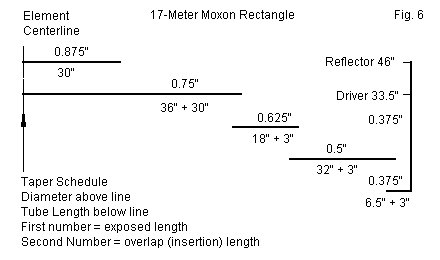 Element
Centerline
17-Meter Moxon Rectangle
Fig. 6
0.875"
30"
Reflector 46"
0.75"
36" + 30"
Driver 33.5"
0.625"
18" + 3"
0.375"
0.5"
32" + 3"
0.375"
6.5" + 3"
Taper Schedule
Diameter above line
Tube Length below line
First number = exposed length
Second Number = overlap (insertion) length